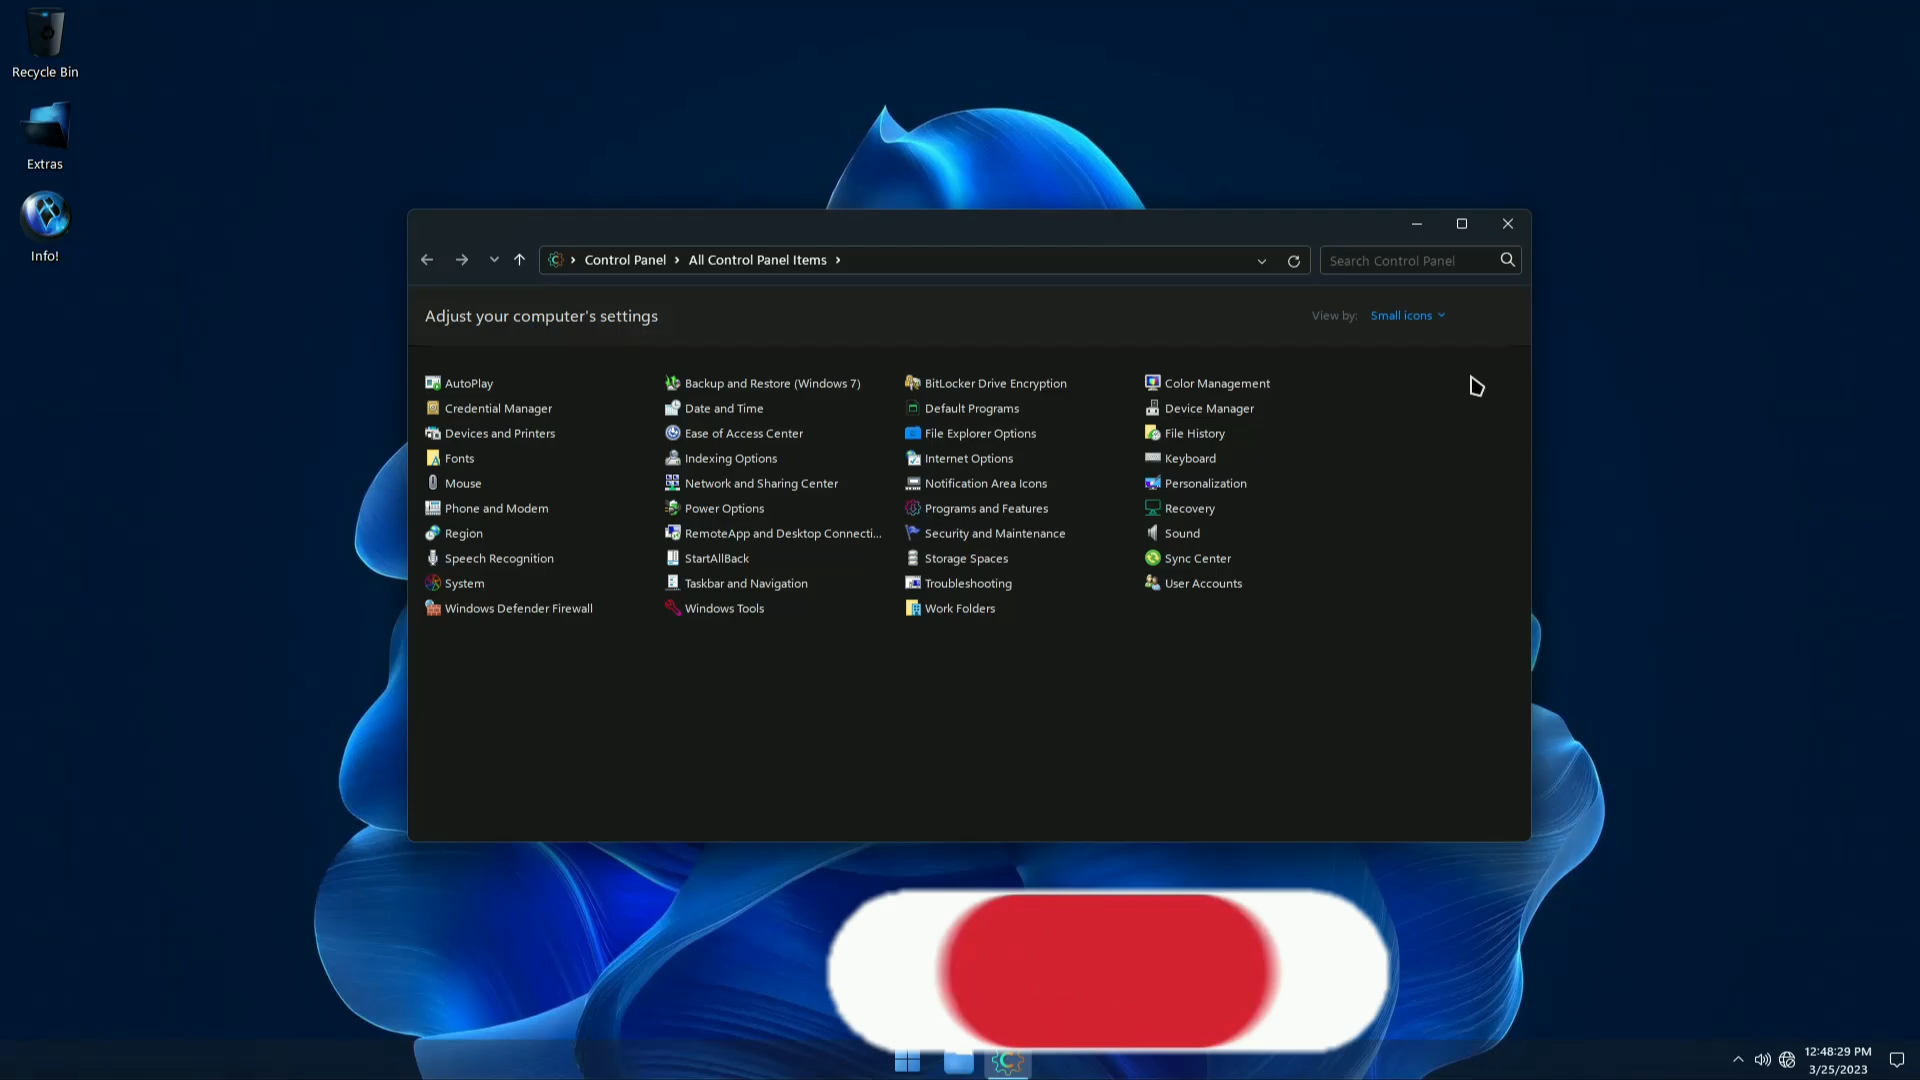 Recycle Bin
Extras
Info!
Control Panel
All Control Panel Items
Search Control Panel
Adjust your computer's settings
View by: Small icons
AutoPlay
Backup and Restore (Windows 7)
BitLocker Drive Encryption
Color Management
Credential Manager
Date and Time
Default Programs
Device Manager
Devices and Printers
Ease of Access Center
File Explorer Options
File History
Fonts
Indexing Options
Internet Options
Keyboard
Mouse
Network and Sharing Center
Notification Area Icons
Personalization
Phone and Modem
Power Options
Programs and Features
Recovery
Region
RemoteApp and Desktop Connecti...
Security and Maintenance
Sound
Speech Recognition
StartAllBack
Storage Spaces
Sync Center
System
Taskbar and Navigation
Troubleshooting
User Accounts
Windows Defender Firewall
Windows Tools
Work Folders
12:48:29 PM
3/25/2023